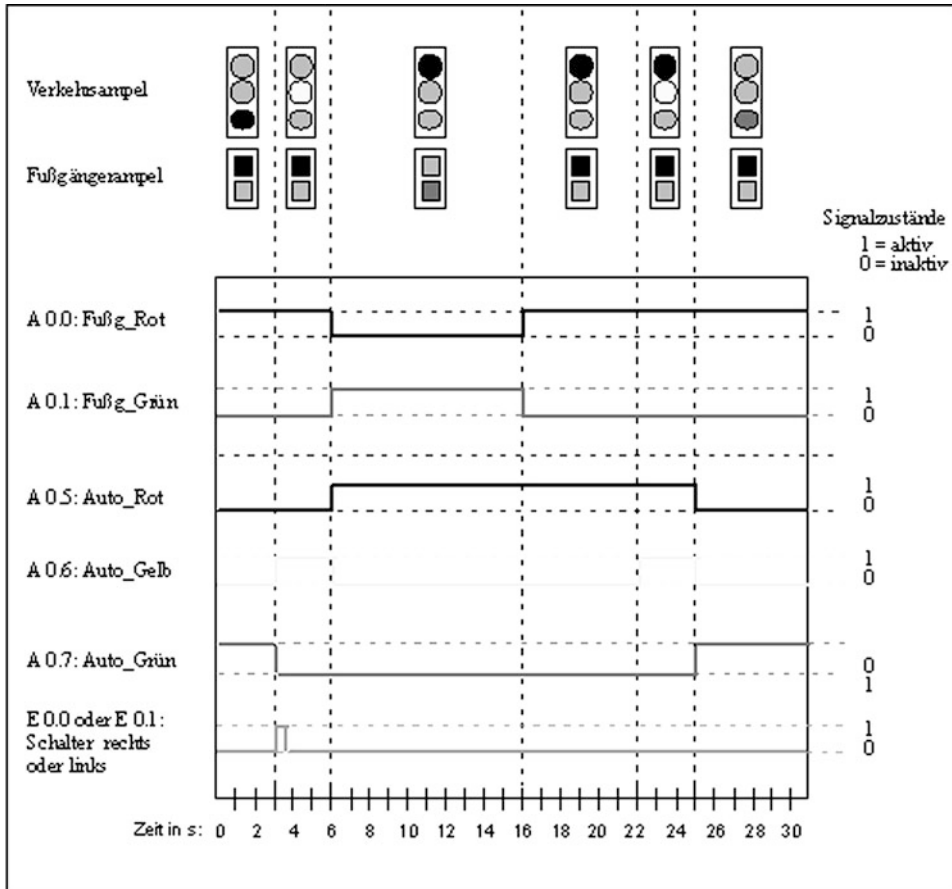 Verkehrsampel
Fußgängerampel
Signalzustände
1 = aktiv
0 = inaktiv
A 0.0: Fußg_Rot
1
0
A 0.1: Fußg_Grün
1
0
A 0.5: Auto_Rot
1
0
A 0.6: Auto_Gelb
1
0
A 0.7: Auto_Grün
0
1
E 0.0 oder E 0.1:
Schalter rechts
oder links
1
0
Zeit in s: 0 2 4 6 8 10 12 14 16 18 20 22 24 26 28 30